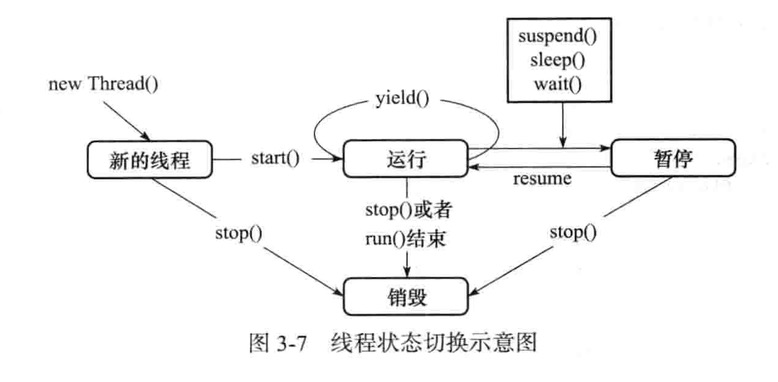 suspend()
sleep()
wait()
new Thread()
yield()
新的线程
start()
运行
暂停
resume
stop()或者
run()结束
stop()
stop()
销毁
图 3-7 线程状态切换示意图